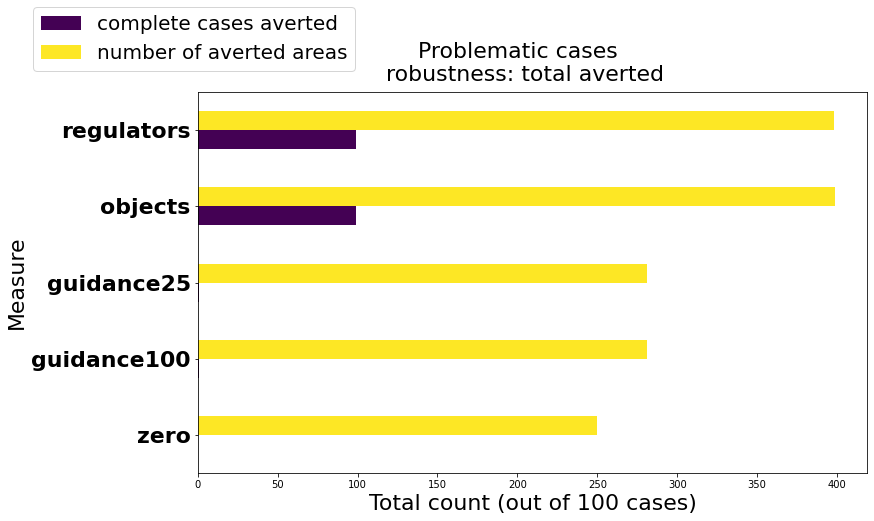 complete cases averted
number of averted areas
Problematic cases
robustness: total averted
regulators
objects
guidance25
guidance100
zero
Measure
0 50 100 150 200 250 300 350 400
Total count (out of 100 cases)